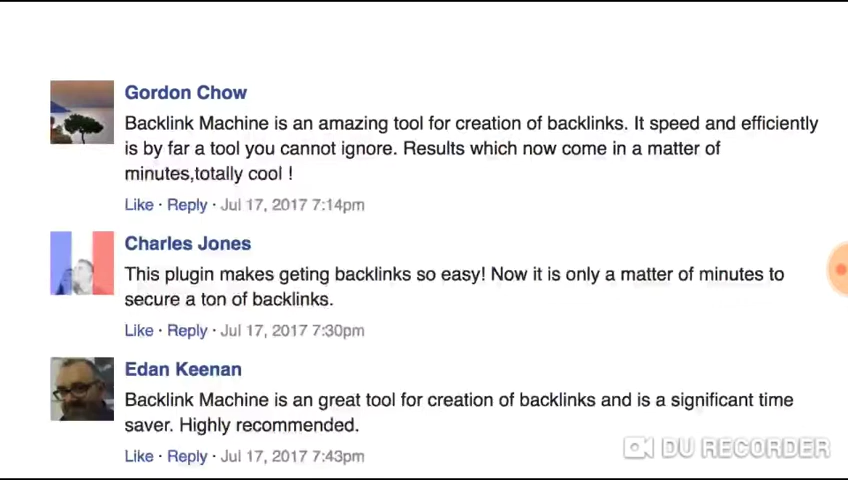 Gordon Chow
Backlink Machine is an amazing tool for creation of backlinks. It speed and efficiently
is by far a tool you cannot ignore. Results which now come in a matter of
minutes,totally cool !
Like · Reply · Jul 17, 2017 7:14pm
Charles Jones
This plugin makes geting backlinks so easy! Now it is only a matter of minutes to
secure a ton of backlinks.
Like · Reply · Jul 17, 2017 7:30pm
Edan Keenan
Backlink Machine is an great tool for creation of backlinks and is a significant time
saver. Highly recommended.
Like · Reply · Jul 17, 2017 7:43pm
DU RECORDER